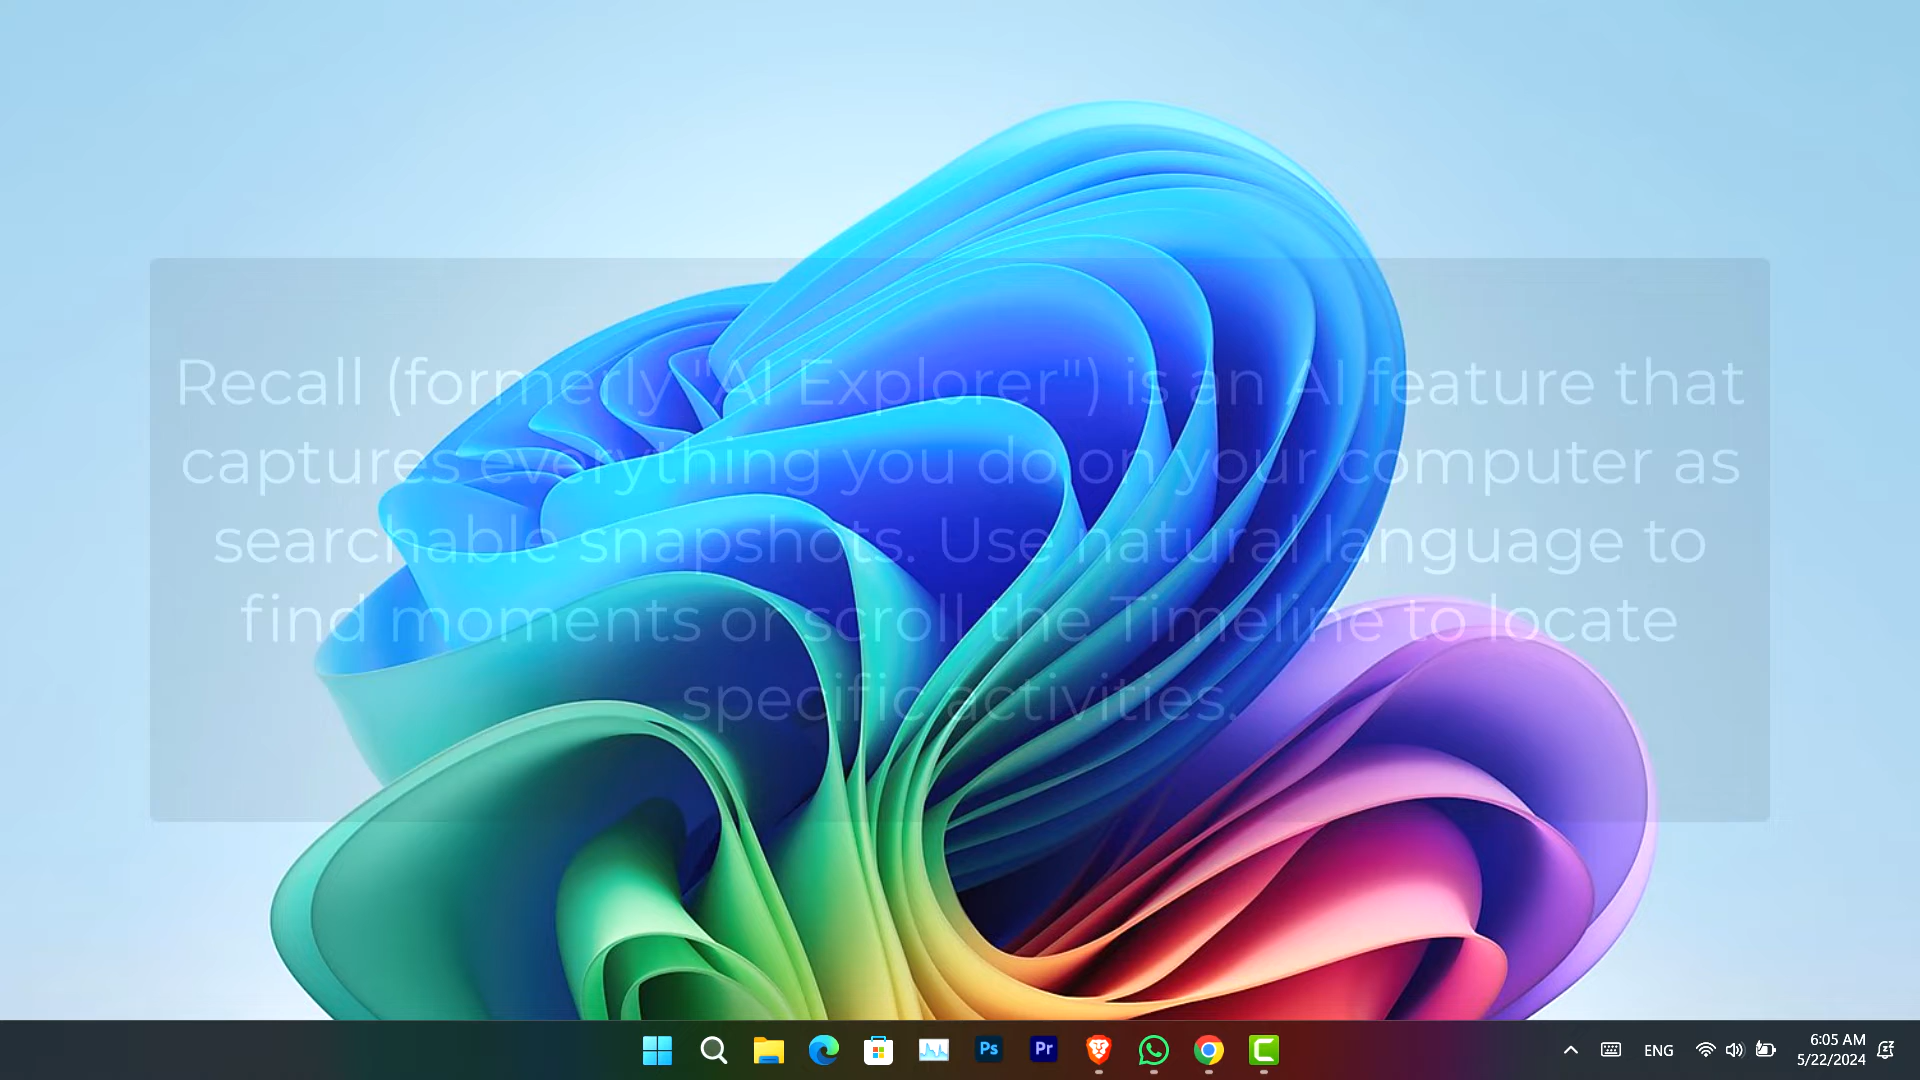 Recall (formerly "AI Explorer") is an AI feature that
captures everything you do on your computer as
searchable snapshots. Use natural language to
find moments or scroll the Timeline to locate
specific activities.
Ps
Pr
ENG
6:05 AM
5/22/2024